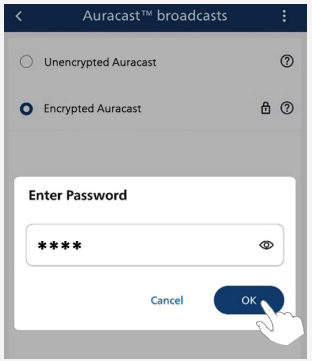 Auracast™ broadcasts
Unencrypted Auracast
Encrypted Auracast
Enter Password
****
Cancel OK